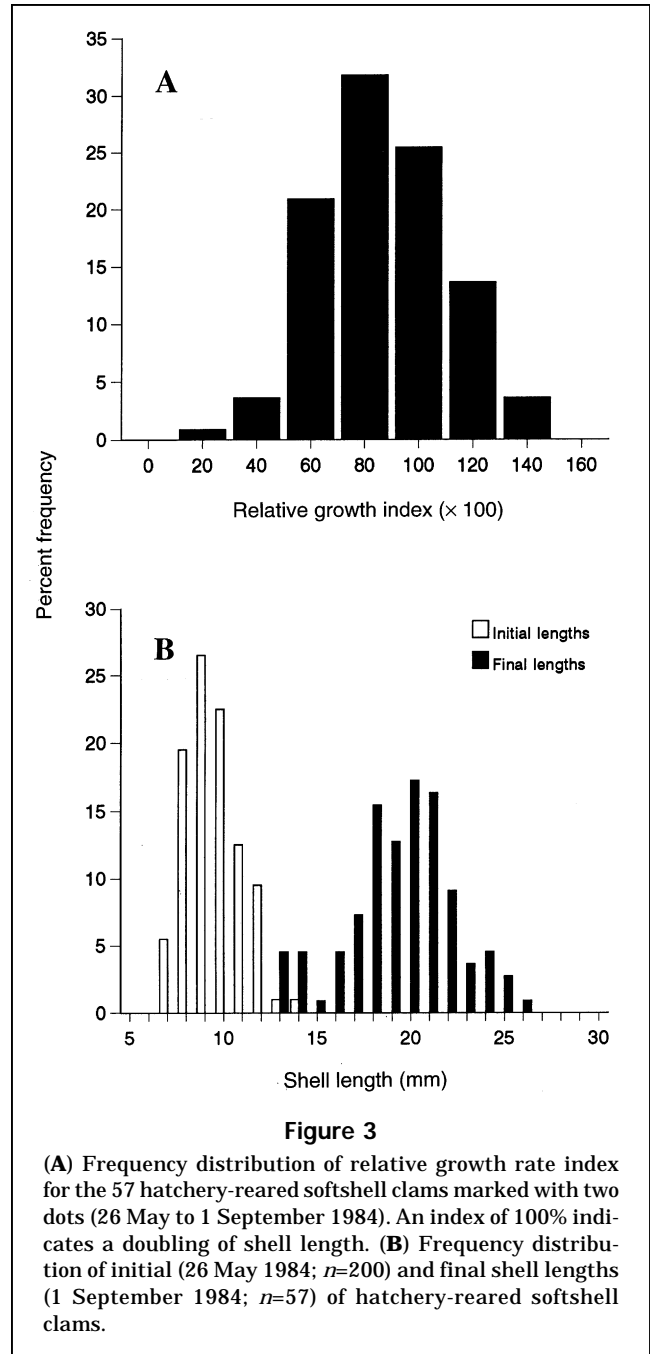 35
A
30
25
20
15
10
5
0
0 20 40 60 80 100 120 140 160
Relative growth index (× 100)
Percent frequency
30
B
Initial lengths
Final lengths
25
20
15
10
5
0
5 10 15 20 25 30
Shell length (mm)
Figure 3
(A) Frequency distribution of relative growth rate index
for the 57 hatchery-reared softshell clams marked with two
dots (26 May to 1 September 1984). An index of 100% indi-
cates a doubling of shell length. (B) Frequency distribu-
tion of initial (26 May 1984; n=200) and final shell lengths
(1 September 1984; n=57) of hatchery-reared softshell
clams.